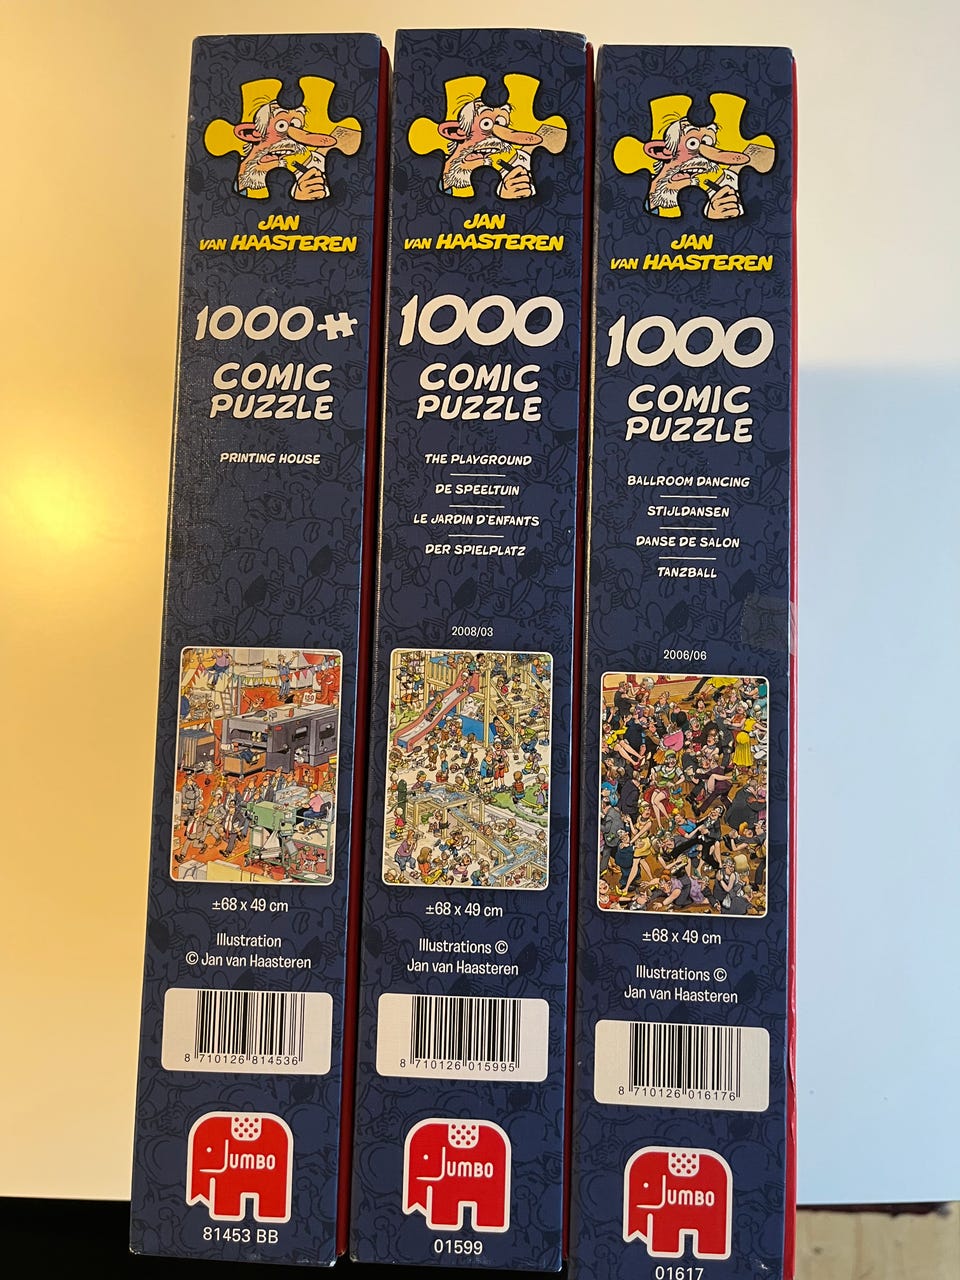 JAN
VAN HAASTEREN
1000
COMIC
PUZZLE
PRINTING HOUSE
±68 x 49 cm
Illustration
© Jan van Haasteren
8 710126 814536
JUMBO
81453 BB
JAN
VAN HAASTEREN
1000
COMIC
PUZZLE
THE PLAYGROUND
DE SPEELTUIN
LE JARDIN D'ENFANTS
DER SPIELPLATZ
2008/03
±68 x 49 cm
Illustrations ©
Jan van Haasteren
8 710126 015995
JUMBO
01599
JAN
VAN HAASTEREN
1000
COMIC
PUZZLE
BALLROOM DANCING
STIJLDANSEN
DANSE DE SALON
TANZBALL
2006/06
±68 x 49 cm
Illustrations ©
Jan van Haasteren
8 710126 016176
JUMBO
01617